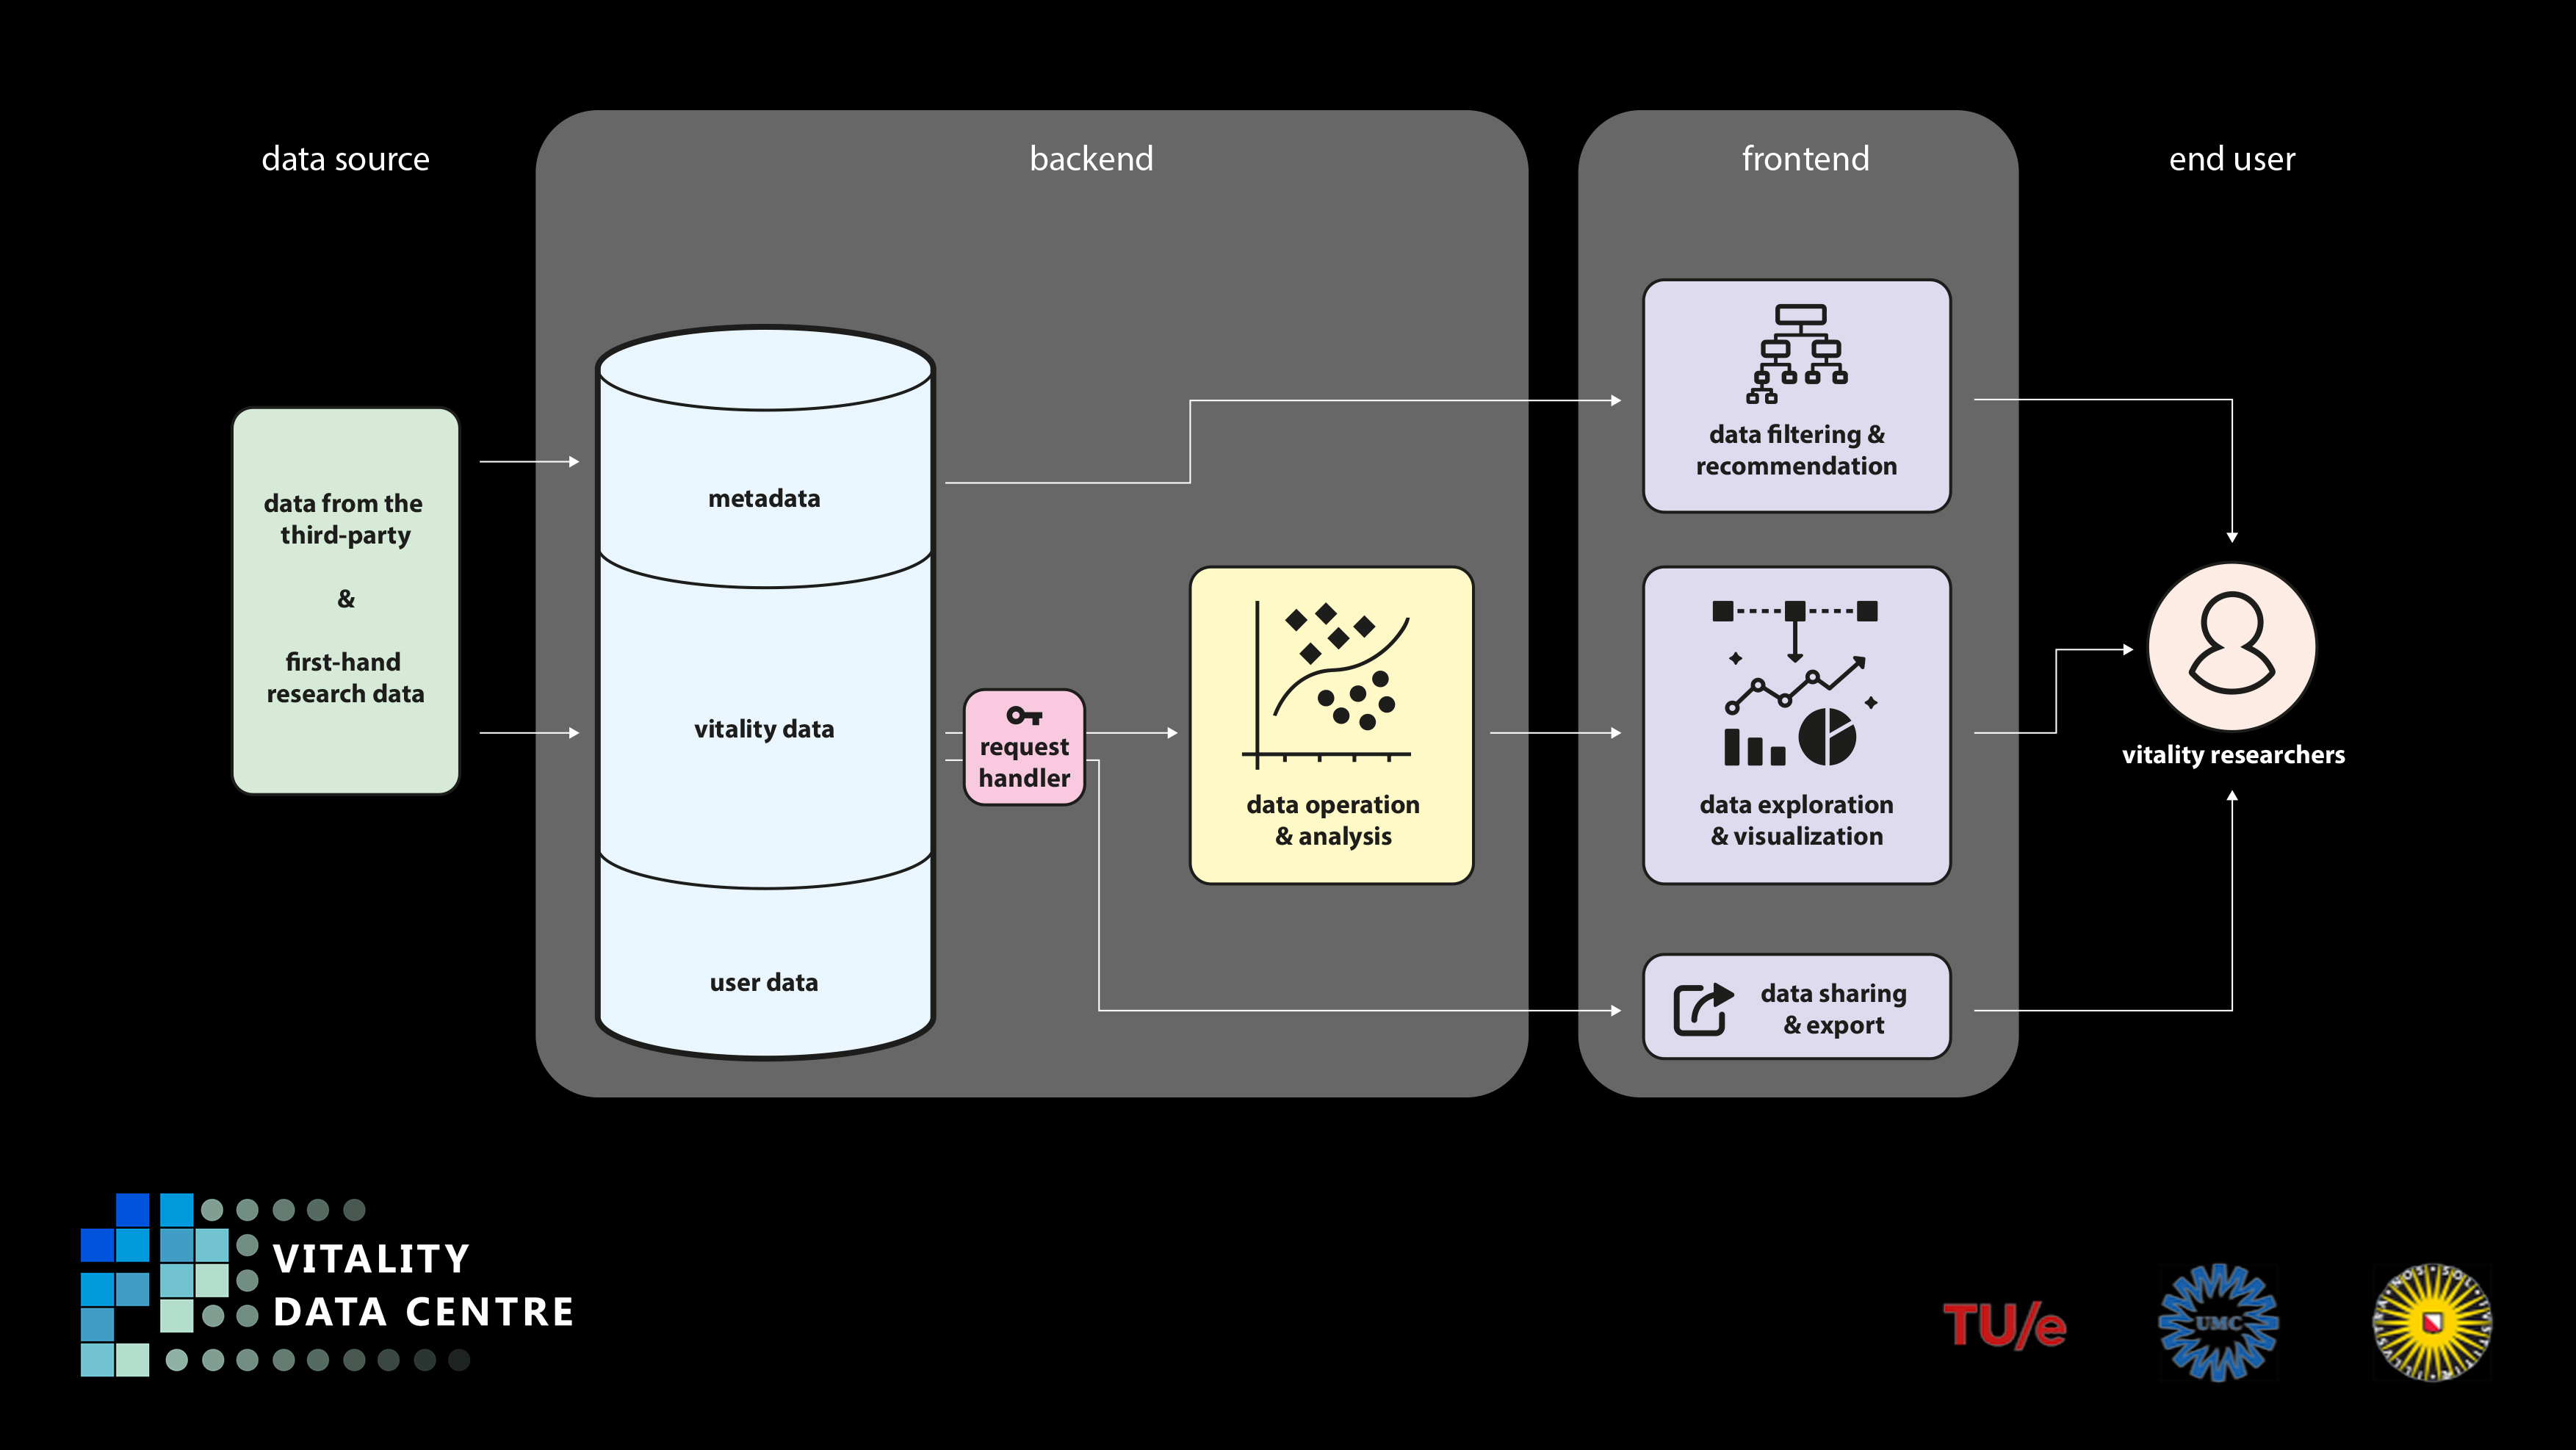 data source
backend
frontend
end user
data from the
third-party
&
first-hand
research data
metadata
vitality data
user data
request
handler
data operation
& analysis
data filtering &
recommendation
data exploration
& visualization
data sharing
& export
vitality researchers
VITALITY
DATA CENTRE
TU/e
UMC